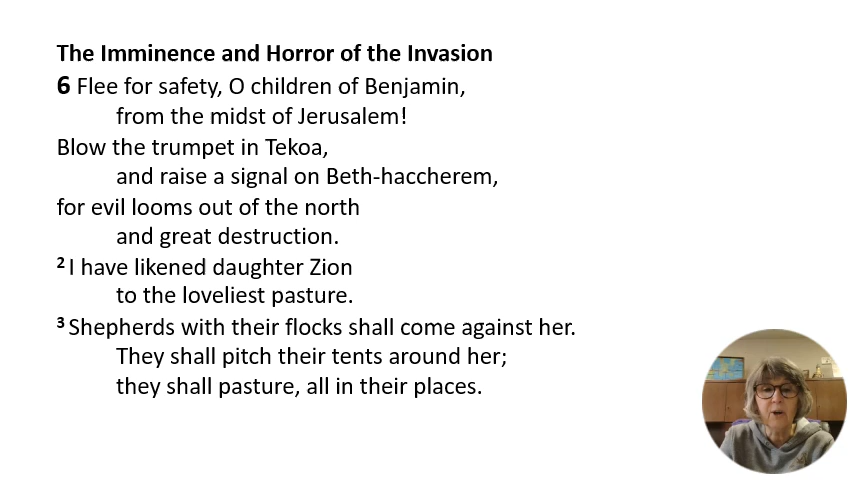 The Imminence and Horror of the Invasion
6 Flee for safety, O children of Benjamin,
from the midst of Jerusalem!
Blow the trumpet in Tekoa,
and raise a signal on Beth-haccherem,
for evil looms out of the north
and great destruction.
2 I have likened daughter Zion
to the loveliest pasture.
3 Shepherds with their flocks shall come against her.
They shall pitch their tents around her;
they shall pasture, all in their places.